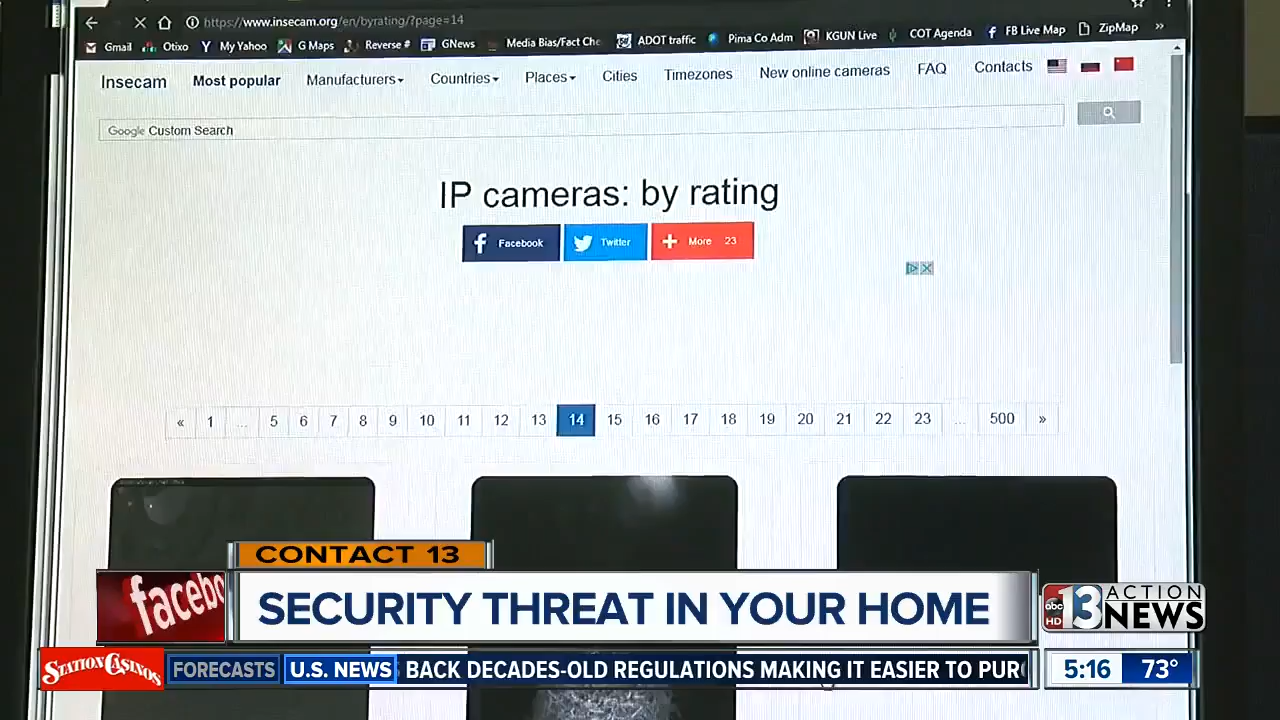 https://www.insecam.org/en/byrating/?page=14
Gmail Otixo My Yahoo G Maps Reverse # GNews Media Bias/Fact Che ADOT traffic Pima Co Adm KGUN Live COT Agenda FB Live Map ZipMap »
Insecam Most popular Manufacturers Countries Places Cities Timezones New online cameras FAQ Contacts
Google Custom Search
IP cameras: by rating
Facebook Twitter More 23
« 1 ... 5 6 7 8 9 10 11 12 13 14 15 16 17 18 19 20 21 22 23 ... 500 »
CONTACT 13
facebo
SECURITY THREAT IN YOUR HOME
abc HD 13 ACTION NEWS
STATION CASINOS FORECASTS U.S. NEWS BACK DECADES-OLD REGULATIONS MAKING IT EASIER TO PUR 5:16 73°